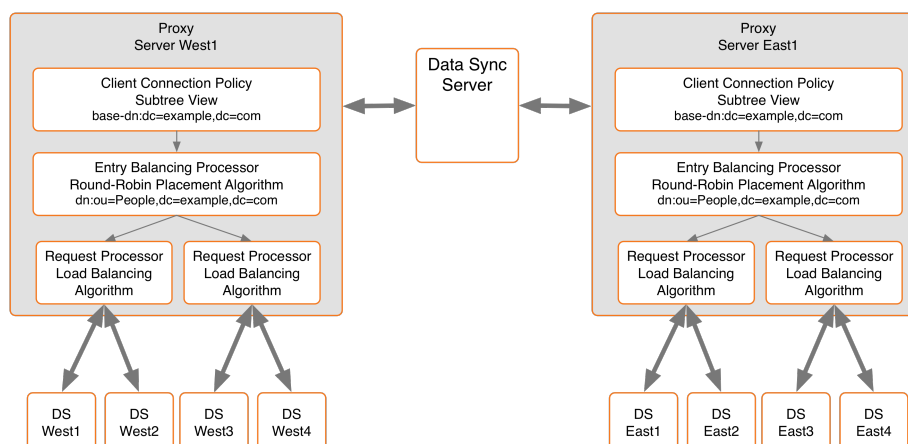 Proxy
Server West1
Client Connection Policy
Subtree View
base-dn:dc=example,dc=com
Entry Balancing Processor
Round-Robin Placement Algorithm
dn:ou=People,dc=example,dc=com
Request Processor
Load Balancing
Algorithm
Request Processor
Load Balancing
Algorithm
DS
West1
DS
West2
DS
West3
DS
West4
Data Sync
Server
Proxy
Server East1
Client Connection Policy
Subtree View
base-dn:dc=example,dc=com
Entry Balancing Processor
Round-Robin Placement Algorithm
dn:ou=People,dc=example,dc=com
Request Processor
Load Balancing
Algorithm
Request Processor
Load Balancing
Algorithm
DS
East1
DS
East2
DS
East3
DS
East4